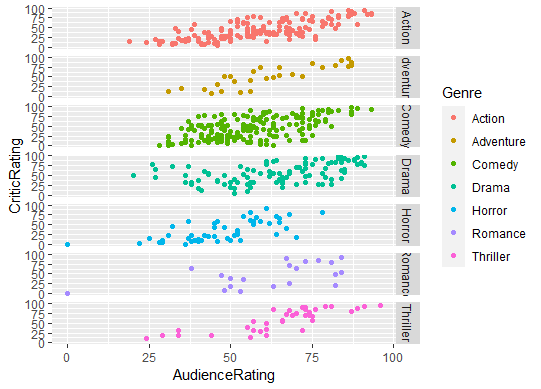 100
75
50
25
0
Action
100
75
50
25
0
dventur
100
75
50
25
0
Comedy
100
75
50
25
0
Drama
100
75
50
25
0
Horror
100
75
50
25
0
Romanc
100
75
50
25
0
Thriller
0 25 50 75 100
AudienceRating
CriticRating
Genre
Action
Adventure
Comedy
Drama
Horror
Romance
Thriller